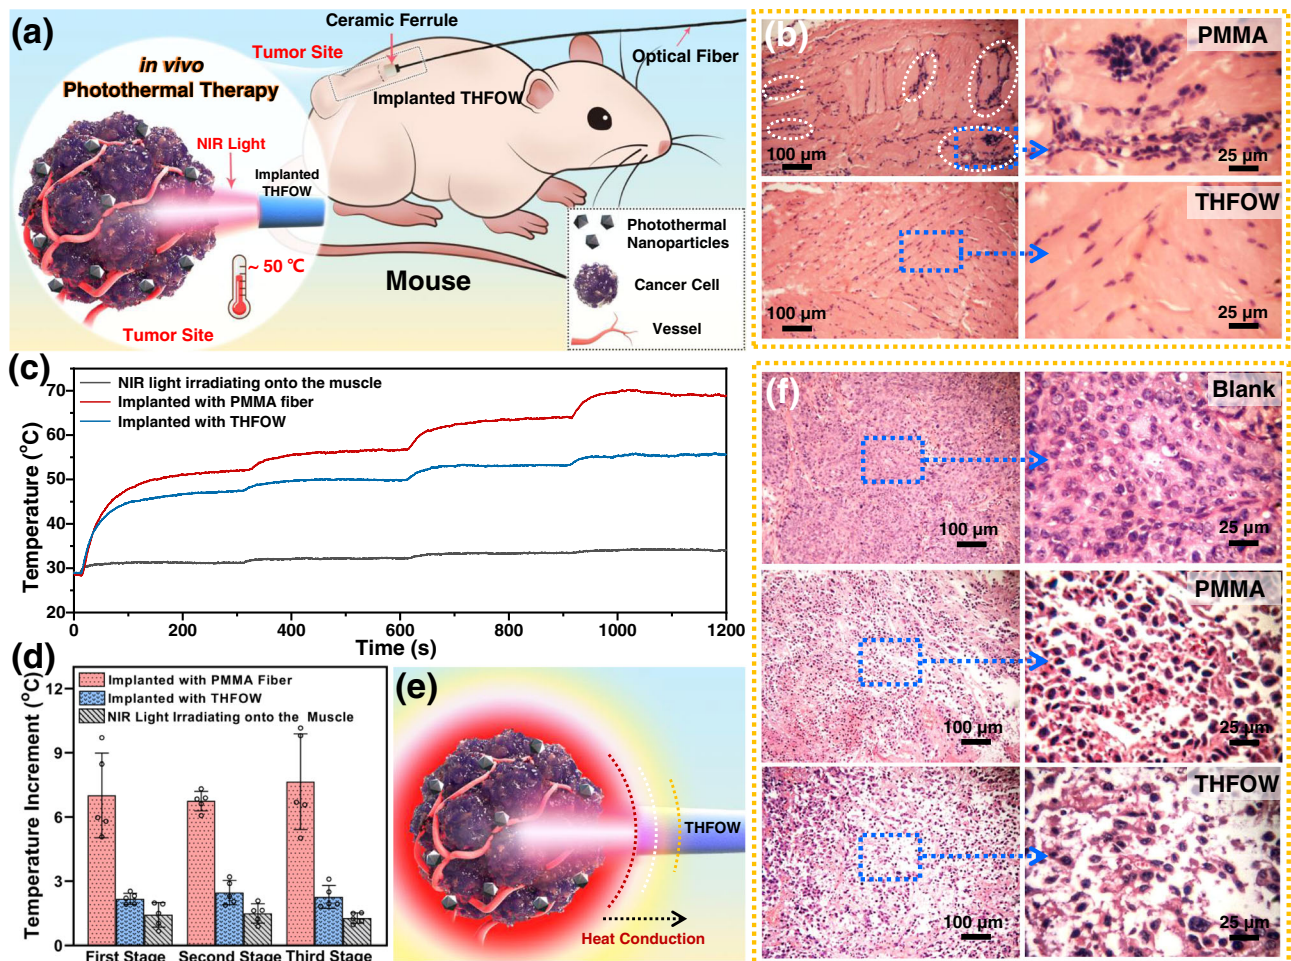 (a)
Ceramic Ferrule
Tumor Site
Optical Fiber
in vivo
Photothermal Therapy
Implanted THFOW
NIR Light
Implanted
THFOW
~ 50 ℃
Tumor Site
Mouse
Photothermal
Nanoparticles
Cancer Cell
Vessel
(b)
PMMA
100 µm
25 µm
THFOW
100 µm
25 µm
(c)
NIR light irradiating onto the muscle
Implanted with PMMA fiber
Implanted with THFOW
Temperature (°C)
70
60
50
40
30
20
0
200
400
600
800
1000
1200
Time (s)
(d)
Implanted with PMMA Fiber
Implanted with THFOW
NIR Light Irradiating onto the Muscle
Temperature Increment (°C)
12
9
6
3
0
First Stage
Second Stage
Third Stage
(e)
THFOW
Heat Conduction
(f)
Blank
100 µm
25 µm
PMMA
100 µm
25 µm
THFOW
100 µm
25 µm